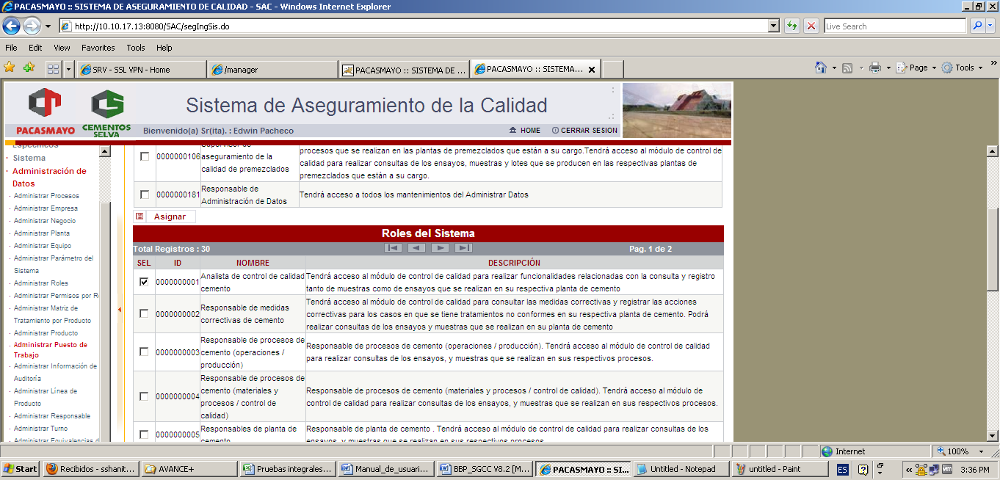 PACASMAYO :: SISTEMA DE ASEGURAMIENTO DE CALIDAD - SAC - Windows Internet Explorer
http://10.10.17.13:8080/SAC/segIngSis.do
Live Search
File Edit View Favorites Tools Help
SRV - SSL VPN - Home
/manager
PACASMAYO :: SISTEMA DE ...
PACASMAYO :: SISTEMA...
Page
Tools
PACASMAYO
CEMENTOS
SELVA
Sistema de Aseguramiento de la Calidad
Bienvenido(a) Sr(ita). : Edwin Pacheco
HOME
CERRAR SESION
Específicos
Sistema
Administración de
Datos
Administrar Procesos
Administrar Empresa
Administrar Negocio
Administrar Planta
Administrar Equipo
Administrar Parámetro del
Sistema
Administrar Roles
Administrar Permisos por R
Administrar Matriz de
Tratamiento por Producto
Administrar Producto
Administrar Puesto de
Trabajo
Administrar Información de
Auditoría
Administrar Línea de
Producto
Administrar Responsable
Administrar Turno
Administrar Equivalencias d
0000000106
Supervisor de
aseguramiento de la
calidad de premezclados
procesos que se realizan en las plantas de premezclados que están a su cargo.Tendrá acceso al módulo de control de
calidad para realizar consultas de los ensayos, muestras y lotes que se producen en las respectivas plantas de
premezclados que están a su cargo.
0000000181
Responsable de
Administración de Datos
Tendrá acceso a todos los mantenimientos del Administrar Datos
Asignar
Roles del Sistema
Total Registros : 30
Pag. 1 de 2
SEL ID NOMBRE DESCRIPCIÓN
0000000001
Analista de control de calidad
cemento
Tendrá acceso al módulo de control de calidad para realizar funcionalidades relacionadas con la consulta y registro
tanto de muestras como de ensayos que se realizan en su respectiva planta de cemento
0000000002
Responsable de medidas
correctivas de cemento
Tendrá acceso al módulo de control de calidad para consultar las medidas correctivas y registrar las acciones
correctivas para los casos en que se tiene tratamientos no conformes en su respectiva planta de cemento. Podrá
realizar consultas de los ensayos y muestras que se realizan en su planta de cemento
0000000003
Responsable de procesos de
cemento (operaciones /
producción)
Responsable de procesos de cemento (operaciones / producción). Tendrá acceso al módulo de control de calidad
para realizar consultas de los ensayos, y muestras que se realizan en sus respectivos procesos.
0000000004
Responsable de procesos de
cemento (materiales y
procesos / control de
calidad)
Responsable de procesos de cemento (materiales y procesos / control de calidad). Tendrá acceso al módulo de
control de calidad para realizar consultas de los ensayos, y muestras que se realizan en sus respectivos procesos.
0000000005
Responsables de planta de
cemento
Responsable de planta de cemento . Tendrá acceso al módulo de control de calidad para realizar consultas de los
ensayos, y muestras que se realizan en sus respectivos procesos
Internet
100%
Start
Recibidos - sshanit...
AVANCE+
Pruebas integrales...
Manual_de_usuari...
BBP_SGCC V8.2 [M...
PACASMAYO :: SI...
Untitled - Notepad
untitled - Paint
ES
3:36 PM